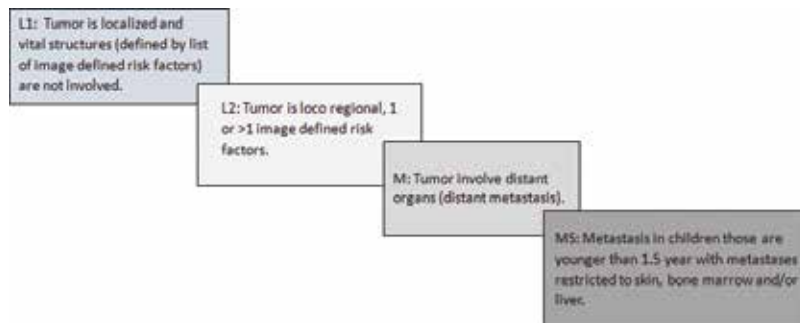 L1: Tumor is localized and
vital structures (defined by list
of image defined risk factors)
are not involved.
L2: Tumor is loco regional, 1
or >1 image defined risk
factors.
M: Tumor involve distant
organs (distant metastasis).
MS: Metastasis in children those are
younger than 1.5 year with metastases
restricted to skin, bone marrow and/or
liver.